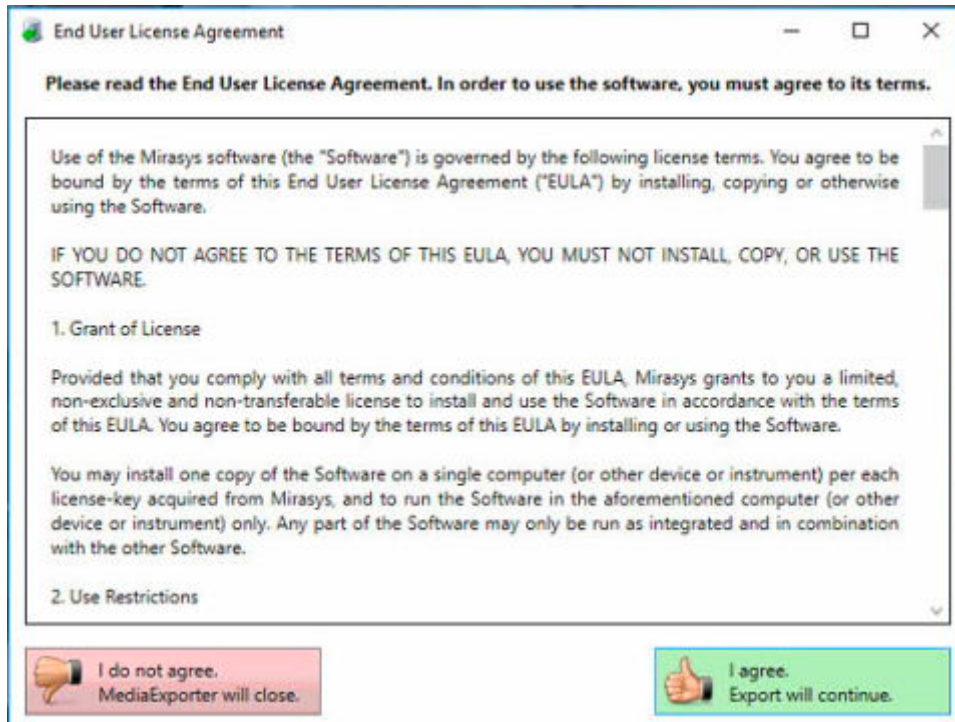 End User License Agreement
Please read the End User License Agreement. In order to use the software, you must agree to its terms.
Use of the Mirasys software (the "Software") is governed by the following license terms. You agree to be
bound by the terms of this End User License Agreement ("EULA") by installing, copying or otherwise
using the Software.
IF YOU DO NOT AGREE TO THE TERMS OF THIS EULA, YOU MUST NOT INSTALL, COPY, OR USE THE
SOFTWARE.
1. Grant of License
Provided that you comply with all terms and conditions of this EULA, Mirasys grants to you a limited,
non-exclusive and non-transferable license to install and use the Software in accordance with the terms
of this EULA. You agree to be bound by the terms of this EULA by installing or using the Software.
You may install one copy of the Software on a single computer (or other device or instrument) per each
license-key acquired from Mirasys, and to run the Software in the aforementioned computer (or other
device or instrument) only. Any part of the Software may only be run as integrated and in combination
with the other Software.
2. Use Restrictions
I do not agree.
MediaExporter will close.
I agree.
Export will continue.